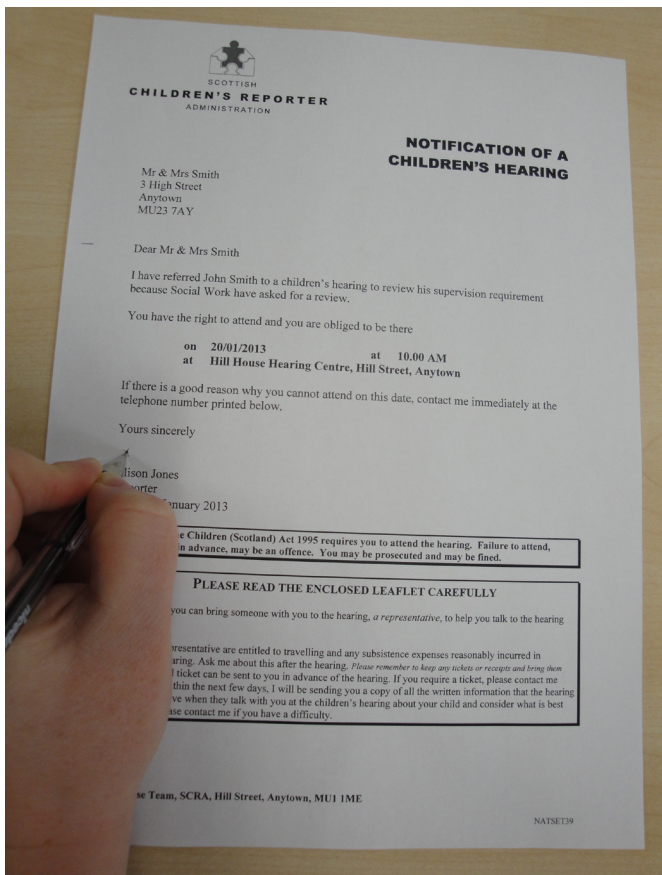 SCOTTISH
CHILDREN'S REPORTER
ADMINISTRATION
NOTIFICATION OF A
CHILDREN'S HEARING
Mr & Mrs Smith
3 High Street
Anytown
MU23 7AY
Dear Mr & Mrs Smith
I have referred John Smith to a children's hearing to review his supervision requirement
because Social Work have asked for a review.
You have the right to attend and you are obliged to be there
on 20/01/2013 at 10.00 AM
at Hill House Hearing Centre, Hill Street, Anytown
If there is a good reason why you cannot attend on this date, contact me immediately at the
telephone number printed below.
Yours sincerely
lison Jones
orter
nuary 2013
e Children (Scotland) Act 1995 requires you to attend the hearing. Failure to attend,
in advance, may be an offence. You may be prosecuted and may be fined.
PLEASE READ THE ENCLOSED LEAFLET CAREFULLY
you can bring someone with you to the hearing, a representative, to help you talk to the hearing
resentative are entitled to travelling and any subsistence expenses reasonably incurred in
aring. Ask me about this after the hearing. Please remember to keep any tickets or receipts and bring them
l ticket can be sent to you in advance of the hearing. If you require a ticket, please contact me
thin the next few days, I will be sending you a copy of all the written information that the hearing
ve when they talk with you at the children's hearing about your child and consider what is best
ase contact me if you have a difficulty.
se Team, SCRA, Hill Street, Anytown, MU1 1ME
NATSET39